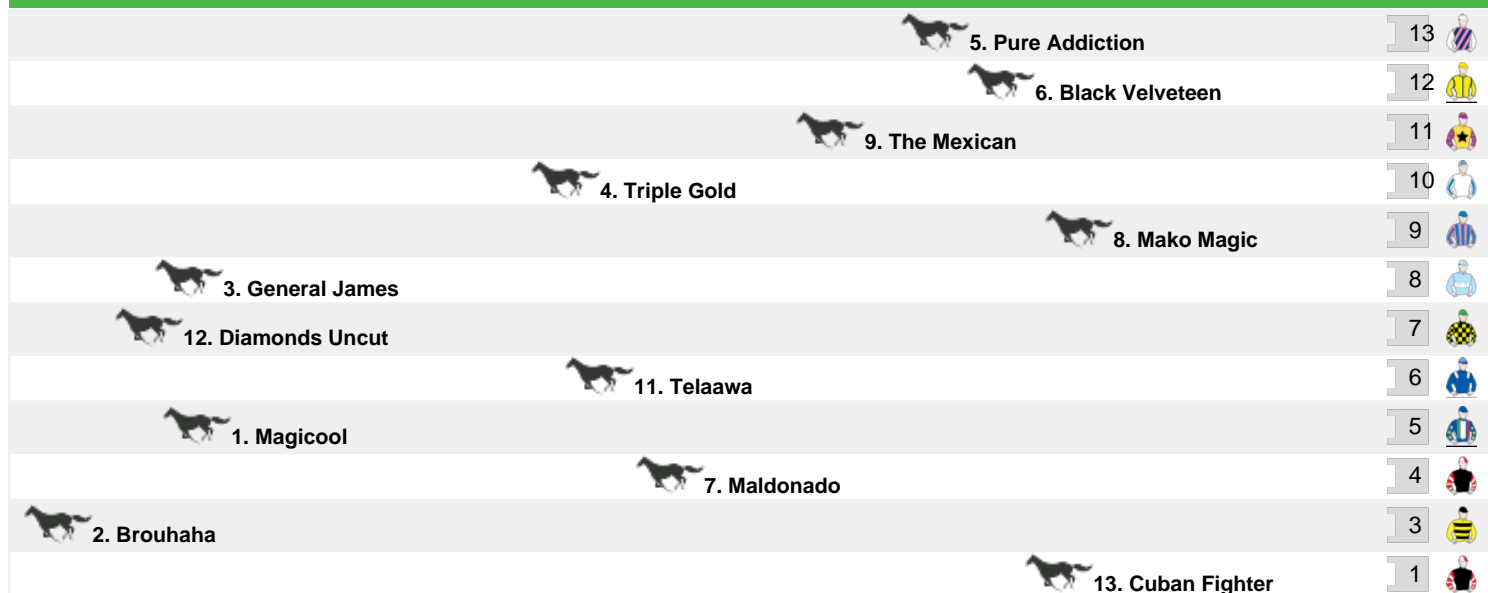 5. Pure Addiction 13
6. Black Velveteen 12
9. The Mexican 11
4. Triple Gold 10
8. Mako Magic 9
3. General James 8
12. Diamonds Uncut 7
11. Telaawa 6
1. Magicool 5
7. Maldonado 4
2. Brouhaha 3
13. Cuban Fighter 1